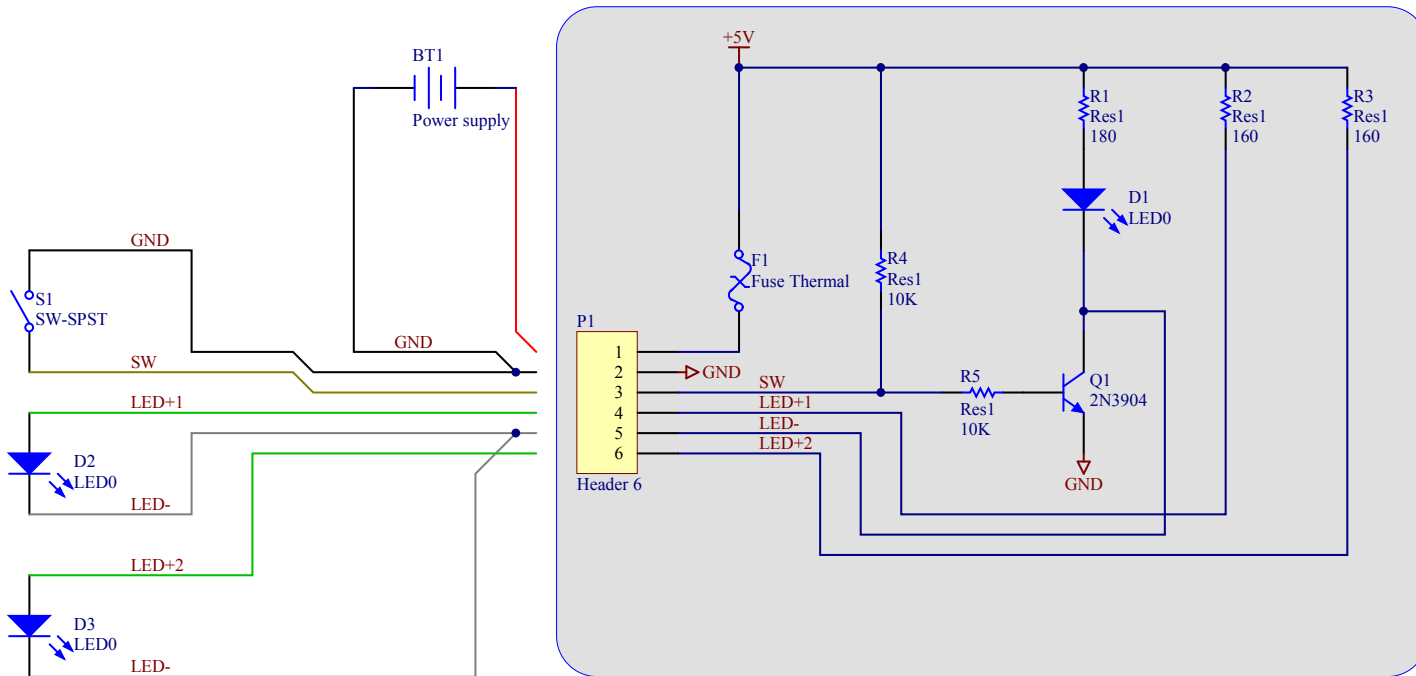 BT1
Power supply
GND
S1
SW-SPST
GND
SW
LED+1
D2
LED0
LED-
LED+2
D3
LED0
LED-
+5V
F1
Fuse Thermal
R4
Res1
10K
R1
Res1
180
R2
Res1
160
R3
Res1
160
D1
LED0
P1
1
2
3
4
5
6
Header 6
GND
SW
LED+1
LED-
LED+2
R5
Res1
10K
Q1
2N3904
GND